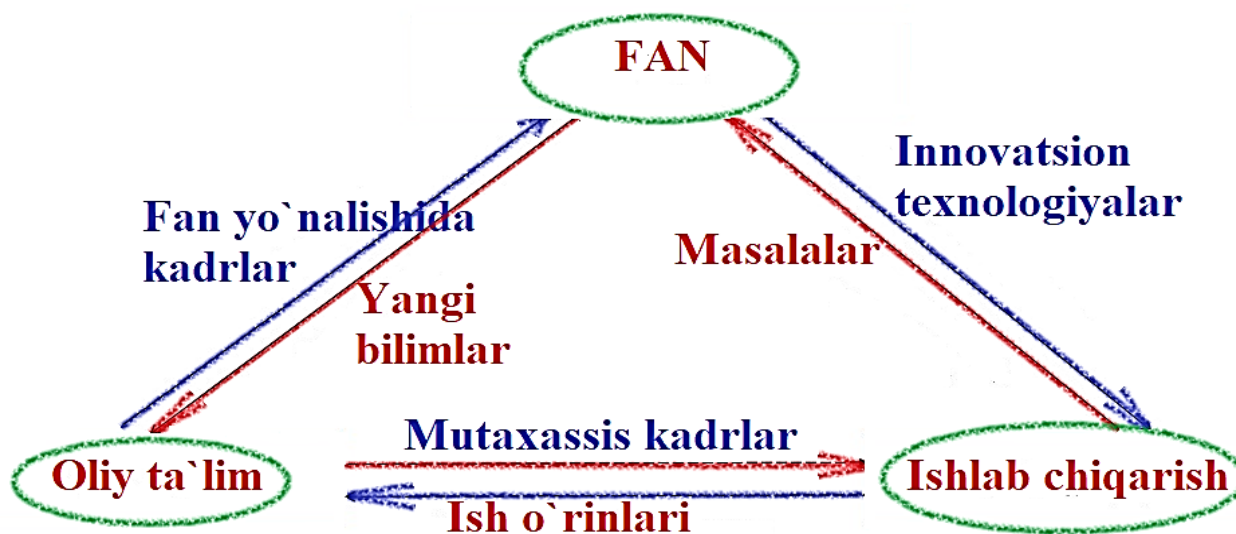 FAN
Innovatsion
texnologiyalar
Fan yo`nalishida
kadrlar
Masalalar
Yangi
bilimlar
Mutaxassis kadrlar
Oliy ta`lim
Ishlab chiqarish
Ish o`rinlari